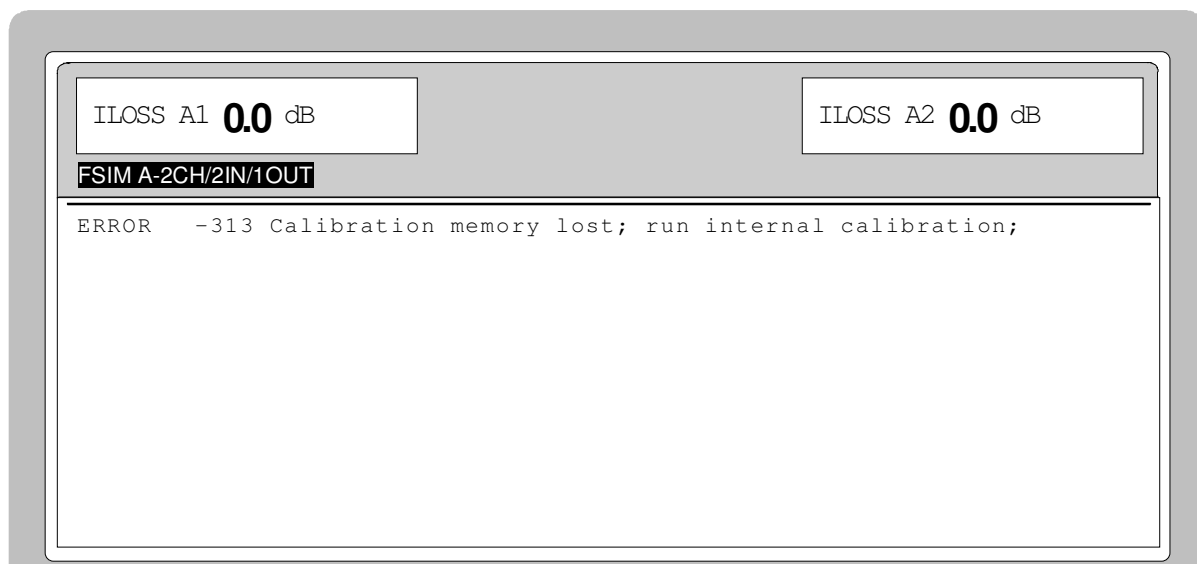 ILOSS A1 0.0 dB
ILOSS A2 0.0 dB
FSIM A-2CH/2IN/1OUT
ERROR -313 Calibration memory lost; run internal calibration;